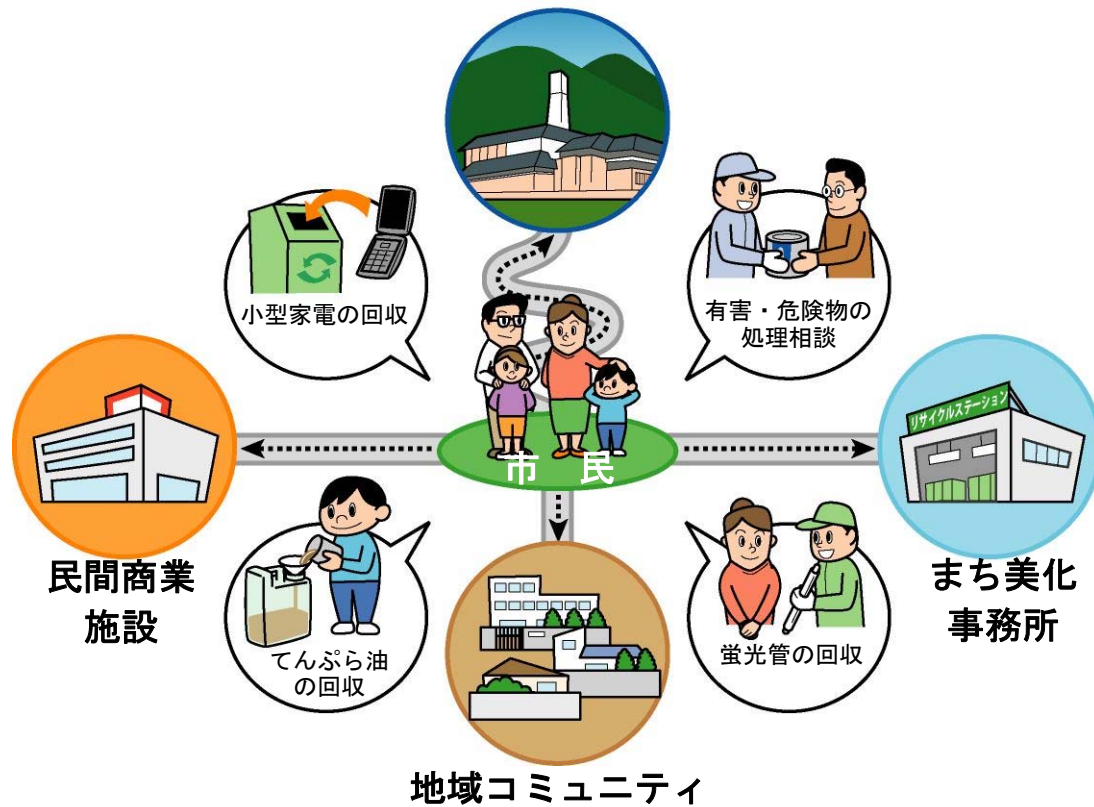 小型家電の回収
有害・危険物の
処理相談
リサイクルステーション
市 民
民間商業
施設
まち美化
事務所
てんぷら油
の回収
蛍光管の回収
地域コミュニティ